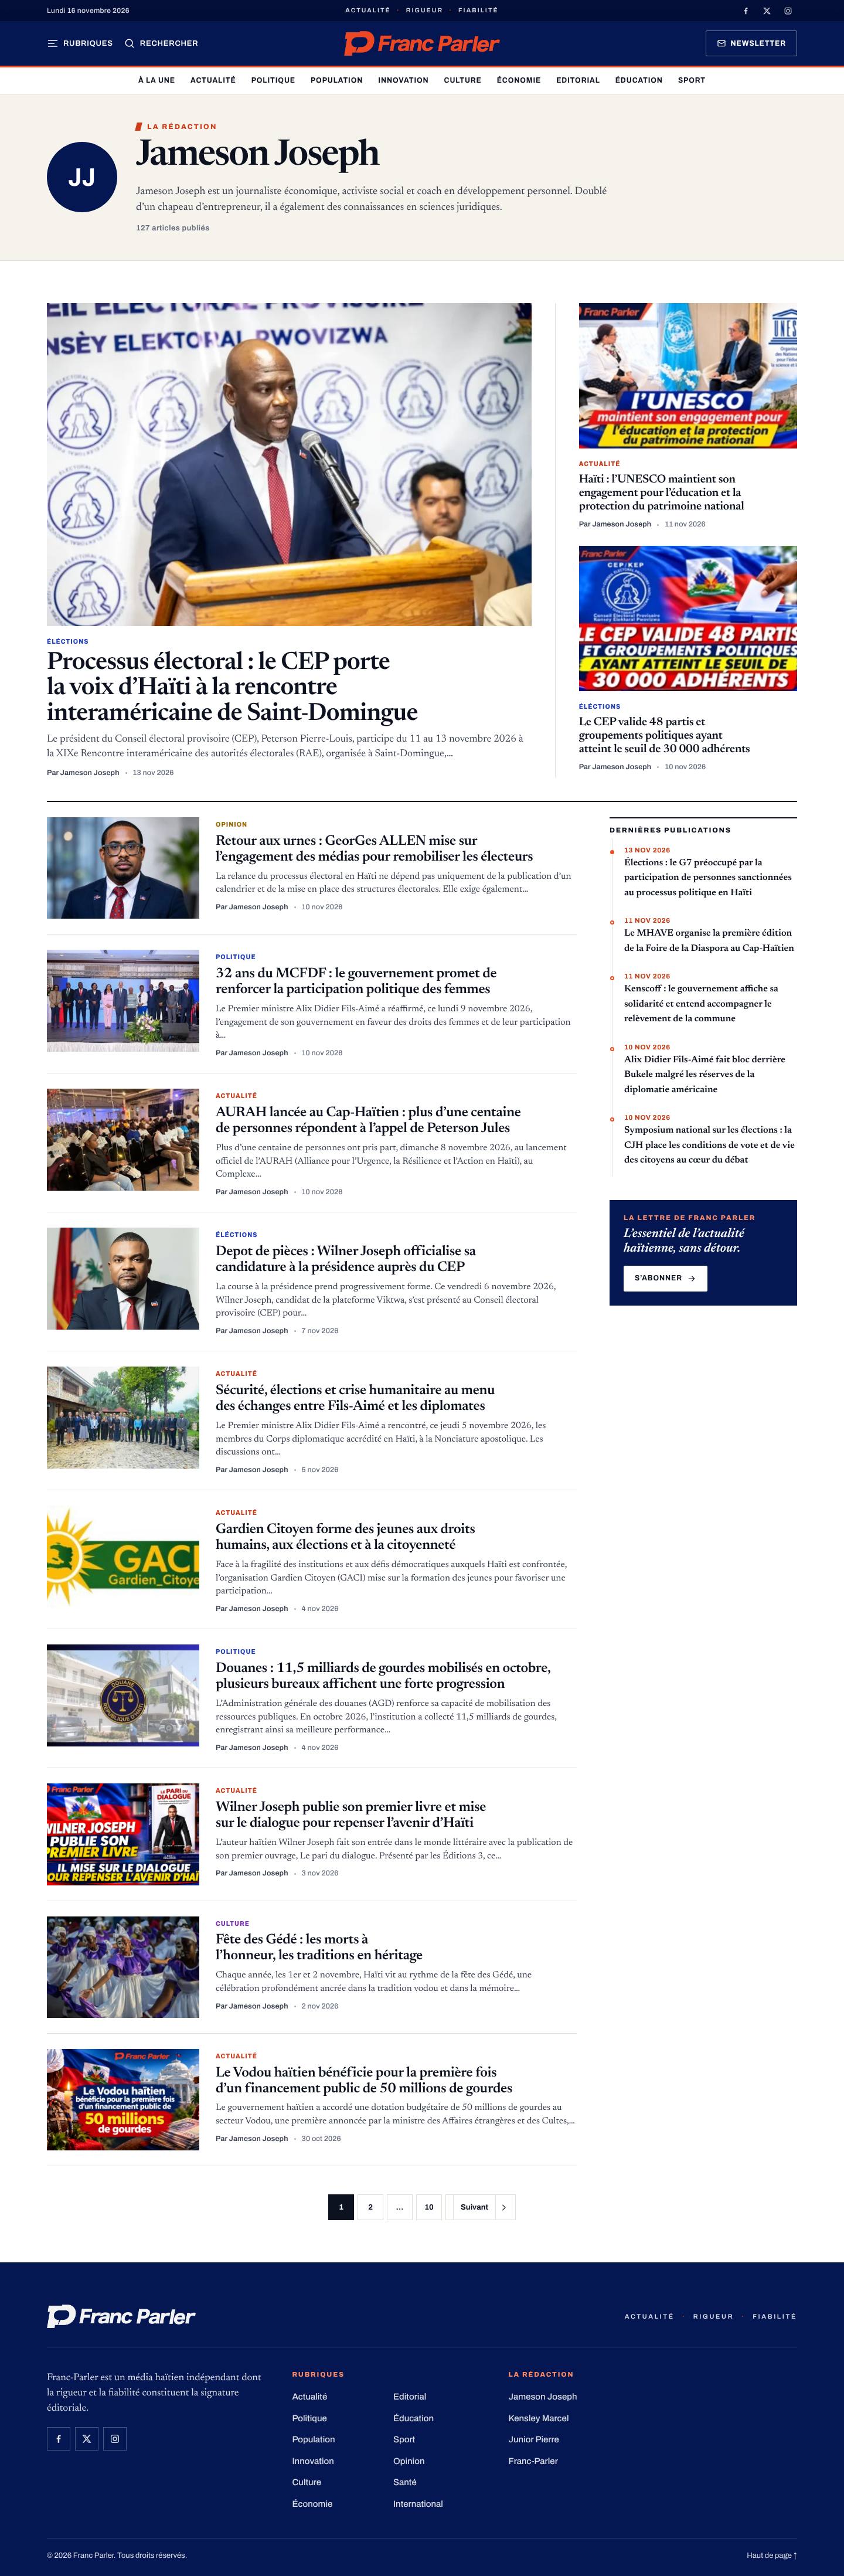 Lundi 16 novembre 2026
ACTUALITÉ · RIGUEUR · FIABILITÉ
RUBRIQUES
RECHERCHER
Franc Parler
NEWSLETTER
À LA UNE ACTUALITÉ POLITIQUE POPULATION INNOVATION CULTURE ÉCONOMIE EDITORIAL ÉDUCATION SPORT
LA RÉDACTION
JJ
Jameson Joseph
Jameson Joseph est un journaliste économique, activiste social et coach en développement personnel. Doublé
d’un chapeau d’entrepreneur, il a également des connaissances en sciences juridiques.
127 articles publiés
NSÈY ELEKTORAL PWOVIZWA
ÉLÉCTIONS
Processus électoral : le CEP porte
la voix d’Haïti à la rencontre
interaméricaine de Saint-Domingue
Le président du Conseil électoral provisoire (CEP), Peterson Pierre-Louis, participe du 11 au 13 novembre 2026 à
la XIXe Rencontre interaméricaine des autorités électorales (RAE), organisée à Saint-Domingue,...
Par Jameson Joseph • 13 nov 2026
Franc Parler
l'UNESCO
maintient son engagement pour
l'éducation et la protection
du patrimoine national
ACTUALITÉ
Haïti : l’UNESCO maintient son
engagement pour l’éducation et la
protection du patrimoine national
Par Jameson Joseph • 11 nov 2026
Franc Parler
CEP/KEP
LE CEP VALIDE 48 PARTIS
ET GROUPEMENTS POLITIQUES
AYANT ATTEINT LE SEUIL DE
30 000 ADHÉRENTS
ÉLÉCTIONS
Le CEP valide 48 partis et
groupements politiques ayant
atteint le seuil de 30 000 adhérents
Par Jameson Joseph • 10 nov 2026
OPINION
Retour aux urnes : GeorGes ALLEN mise sur
l’engagement des médias pour remobiliser les électeurs
La relance du processus électoral en Haïti ne dépend pas uniquement de la publication d’un
calendrier et de la mise en place des structures électorales. Elle exige également...
Par Jameson Joseph • 10 nov 2026
POLITIQUE
32 ans du MCFDF : le gouvernement promet de
renforcer la participation politique des femmes
Le Premier ministre Alix Didier Fils-Aimé a réaffirmé, ce lundi 9 novembre 2026,
l’engagement de son gouvernement en faveur des droits des femmes et de leur participation
à...
Par Jameson Joseph • 10 nov 2026
ACTUALITÉ
AURAH lancée au Cap-Haïtien : plus d’une centaine
de personnes répondent à l’appel de Peterson Jules
Plus d’une centaine de personnes ont pris part, dimanche 8 novembre 2026, au lancement
officiel de l’AURAH (Alliance pour l’Urgence, la Résilience et l’Action en Haïti), au
Complexe...
Par Jameson Joseph • 10 nov 2026
ÉLÉCTIONS
Depot de pièces : Wilner Joseph officialise sa
candidature à la présidence auprès du CEP
La course à la présidence prend progressivement forme. Ce vendredi 6 novembre 2026,
Wilner Joseph, candidat de la plateforme Viktwa, s’est présenté au Conseil électoral
provisoire (CEP) pour...
Par Jameson Joseph • 7 nov 2026
ACTUALITÉ
Sécurité, élections et crise humanitaire au menu
des échanges entre Fils-Aimé et les diplomates
Le Premier ministre Alix Didier Fils-Aimé a rencontré, ce jeudi 5 novembre 2026, les
membres du Corps diplomatique accrédité en Haïti, à la Nonciature apostolique. Les
discussions ont...
Par Jameson Joseph • 5 nov 2026
GACI
Gardien_Citoye
ACTUALITÉ
Gardien Citoyen forme des jeunes aux droits
humains, aux élections et à la citoyenneté
Face à la fragilité des institutions et aux défis démocratiques auxquels Haïti est confrontée,
l’organisation Gardien Citoyen (GACI) mise sur la formation des jeunes pour favoriser une
participation...
Par Jameson Joseph • 4 nov 2026
DOUANE
POLITIQUE
Douanes : 11,5 milliards de gourdes mobilisés en octobre,
plusieurs bureaux affichent une forte progression
L’Administration générale des douanes (AGD) renforce sa capacité de mobilisation des
ressources publiques. En octobre 2026, l’institution a collecté 11,5 milliards de gourdes,
enregistrant ainsi sa meilleure performance...
Par Jameson Joseph • 4 nov 2026
Franc Parler
LE PARI DU
DIALOGUE
WILNER JOSEPH
PUBLIE SON
PREMIER LIVRE
IL MISE SUR LE DIALOGUE
POUR REPENSER L'AVENIR D'HAÏ
ACTUALITÉ
Wilner Joseph publie son premier livre et mise
sur le dialogue pour repenser l’avenir d’Haïti
L’auteur haïtien Wilner Joseph fait son entrée dans le monde littéraire avec la publication de
son premier ouvrage, Le pari du dialogue. Présenté par les Éditions 3, ce...
Par Jameson Joseph • 3 nov 2026
CULTURE
Fête des Gédé : les morts à
l’honneur, les traditions en héritage
Chaque année, les 1er et 2 novembre, Haïti vit au rythme de la fête des Gédé, une
célébration profondément ancrée dans la tradition vodou et dans la mémoire...
Par Jameson Joseph • 2 nov 2026
Franc Parler
Le Vodou haïtien
bénéficie pour la première fois
d'un financement public de
50 millions
de gourdes
ACTUALITÉ
Le Vodou haïtien bénéficie pour la première fois
d’un financement public de 50 millions de gourdes
Le gouvernement haïtien a accordé une dotation budgétaire de 50 millions de gourdes au
secteur Vodou, une première annoncée par la ministre des Affaires étrangères et des Cultes,...
Par Jameson Joseph • 30 oct 2026
DERNIÈRES PUBLICATIONS
13 NOV 2026
Élections : le G7 préoccupé par la
participation de personnes sanctionnées
au processus politique en Haïti
11 NOV 2026
Le MHAVE organise la première édition
de la Foire de la Diaspora au Cap-Haïtien
11 NOV 2026
Kenscoff : le gouvernement affiche sa
solidarité et entend accompagner le
relèvement de la commune
10 NOV 2026
Alix Didier Fils-Aimé fait bloc derrière
Bukele malgré les réserves de la
diplomatie américaine
10 NOV 2026
Symposium national sur les élections : la
CJH place les conditions de vote et de vie
des citoyens au cœur du débat
LA LETTRE DE FRANC PARLER
L’essentiel de l’actualité
haïtienne, sans détour.
S’ABONNER →
1 2 … 10 Suivant ›
Franc Parler
ACTUALITÉ · RIGUEUR · FIABILITÉ
Franc-Parler est un média haïtien indépendant dont
la rigueur et la fiabilité constituent la signature
éditoriale.
RUBRIQUES
Actualité
Politique
Population
Innovation
Culture
Économie
Editorial
Éducation
Sport
Opinion
Santé
International
LA RÉDACTION
Jameson Joseph
Kensley Marcel
Junior Pierre
Franc-Parler
© 2026 Franc Parler. Tous droits réservés.
Haut de page ↑